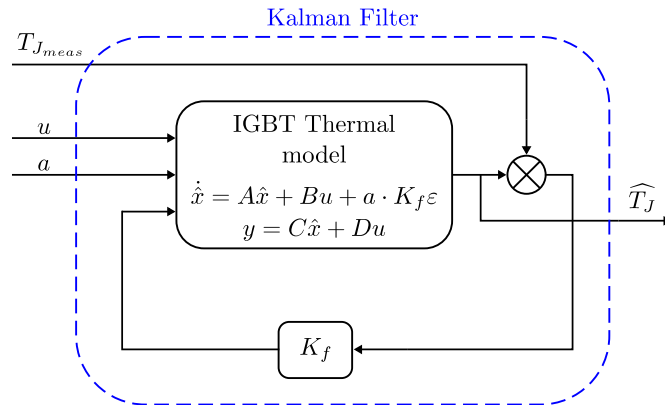 Kalman Filter
$T_{J_{meas}}$
IGBT Thermal
model
$u$
$a$
$\dot{\hat{x}} = A\hat{x} + Bu + a \cdot K_f \varepsilon$
$y = C\hat{x} + Du$
$\widehat{T_J}$
$K_f$